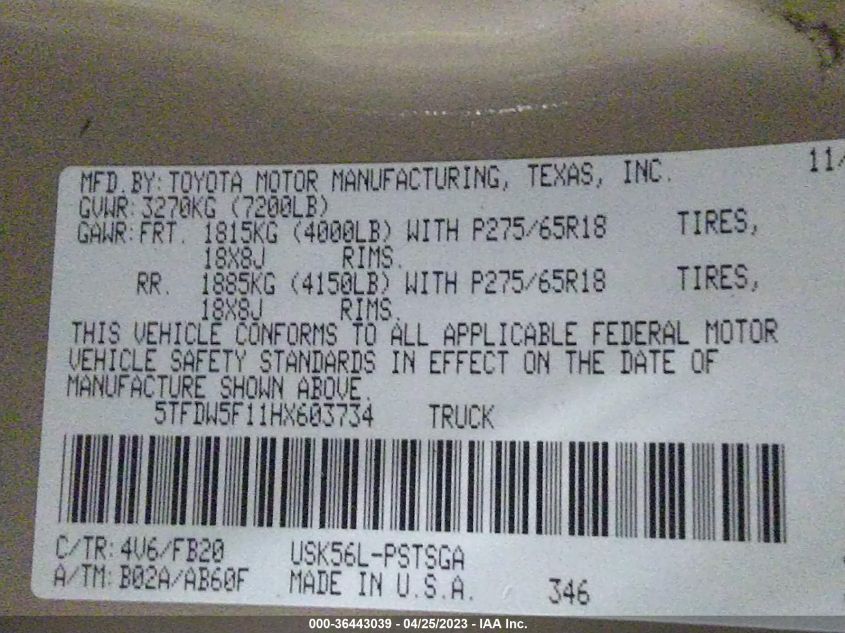 MFD.BY:TOYOTA MOTOR MANUFACTURING, TEXAS, INC. 11/
GVWR:3270KG (7200LB)
GAWR:FRT. 1815KG (4000LB) WITH P275/65R18 TIRES,
18X8J RIMS.
RR. 1885KG (4150LB) WITH P275/65R18 TIRES,
18X8J RIMS.
THIS VEHICLE CONFORMS TO ALL APPLICABLE FEDERAL MOTOR
VEHICLE SAFETY STANDARDS IN EFFECT ON THE DATE OF
MANUFACTURE SHOWN ABOVE.
5TFDW5F11HX603734 TRUCK
C/TR:4V6/FB20 USK56L-PSTSGA
A/TM:B02A/AB60F MADE IN U.S.A. 346
000-36443039 - 04/25/2023 - IAA Inc.